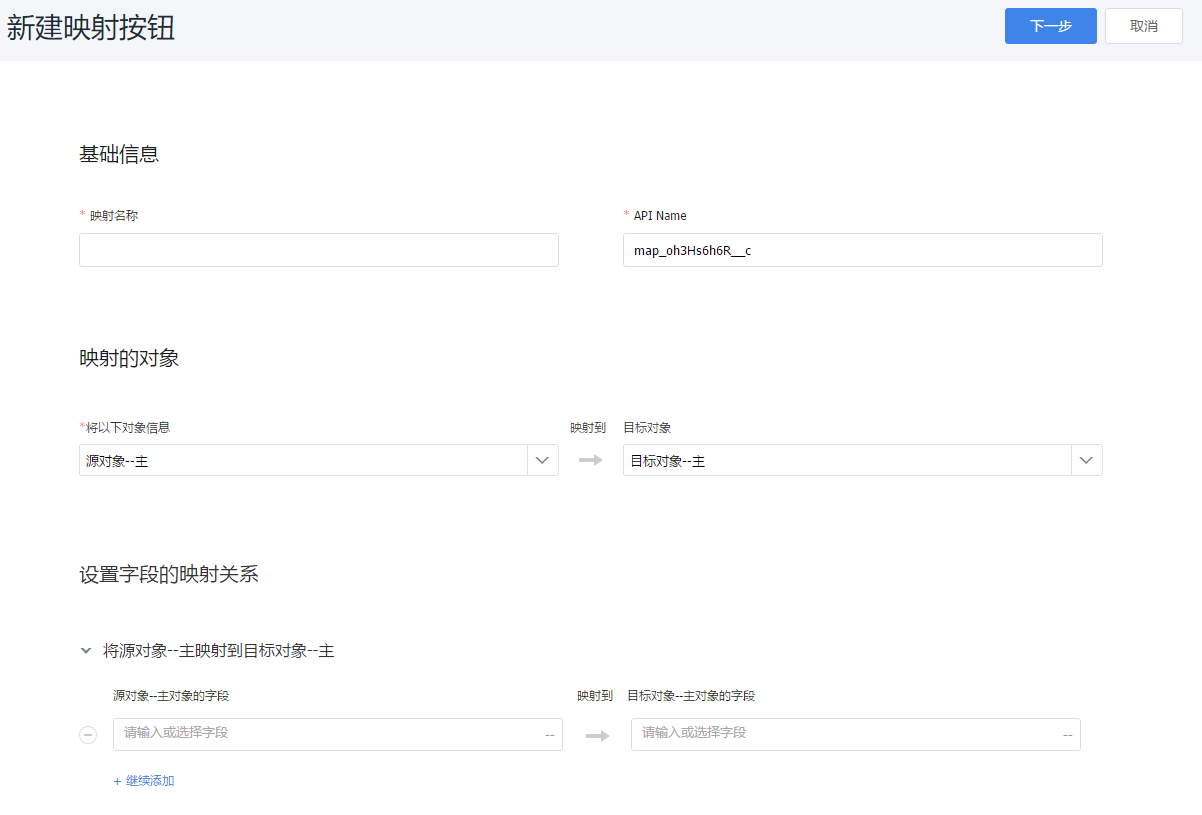 新建映射按钮
下一步
取消
基础信息
* 映射名称
* API Name
map_oh3Hs6h6R__c
映射的对象
*将以下对象信息
映射到
目标对象
源对象--主
目标对象--主
设置字段的映射关系
将源对象--主映射到目标对象--主
源对象--主对象的字段
映射到
目标对象--主对象的字段
请输入或选择字段
--
请输入或选择字段
--
+ 继续添加